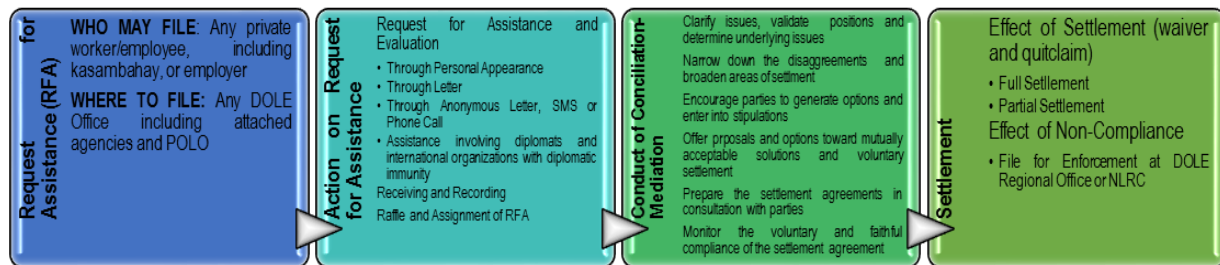 Request for
Assistance (RFA)
WHO MAY FILE: Any private
worker/employee, including
kasambahay, or employer
WHERE TO FILE: Any DOLE
Office including attached
agencies and POLO
Action on Request
for Assistance
Request for Assistance and
Evaluation
• Through Personal Appearance
• Through Letter
• Through Anonymous Letter, SMS or
Phone Call
• Assistance involving diplomats and
international organizations with diplomatic
immunity
Receiving and Recording
Raffle and Assignment of RFA
Conduct of Conciliation-
Mediation
Clarify issues, validate positions and
determine underlying issues
Narrow down the disagreements and
broaden areas of settlment
Encourage parties to generate options and
enter into stipulations
Offer prposals and options toward mutually
acceptable solutions and voluntary
settlement
Prepare the settlement agreements in
consultation with parties
Monitor the voluntary and faithful
compliance of the settlement agreement
Settlement
Effect of Settlement (waiver
and quitclaim)
• Full Setllement
• Partial Settlement
Effect of Non-Compliance
• File for Enforcement at DOLE
Regional Office or NLRC